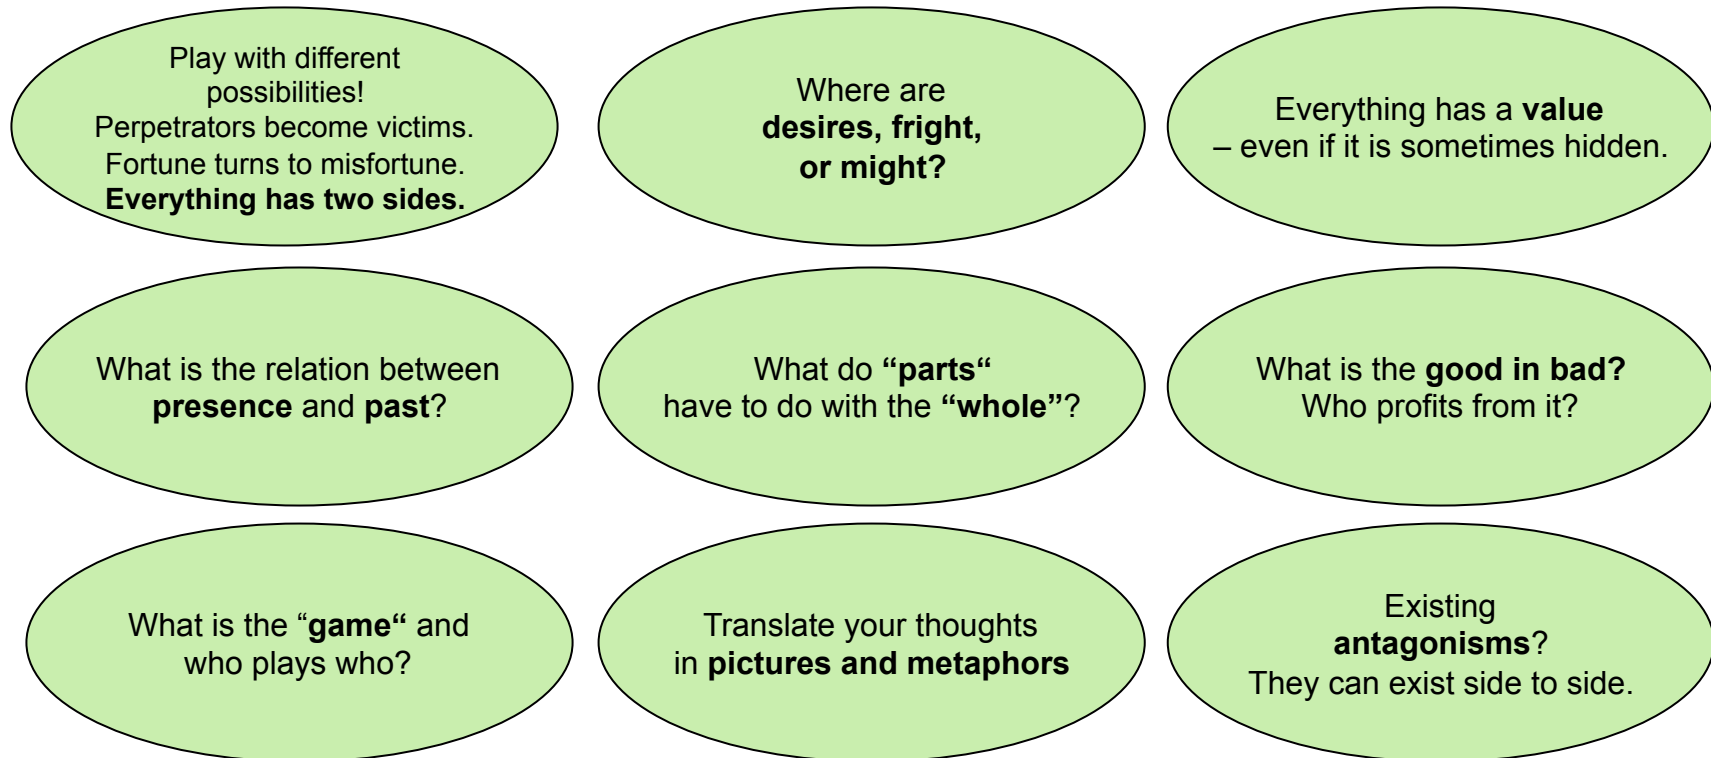 Play with different
possibilities!
Perpetrators become victims.
Fortune turns to misfortune.
Everything has two sides.
Where are
desires, fright,
or might?
Everything has a value
– even if it is sometimes hidden.
What is the relation between
presence and past?
What do “parts“
have to do with the “whole”?
What is the good in bad?
Who profits from it?
What is the “game“ and
who plays who?
Translate your thoughts
in pictures and metaphors
Existing
antagonisms?
They can exist side to side.